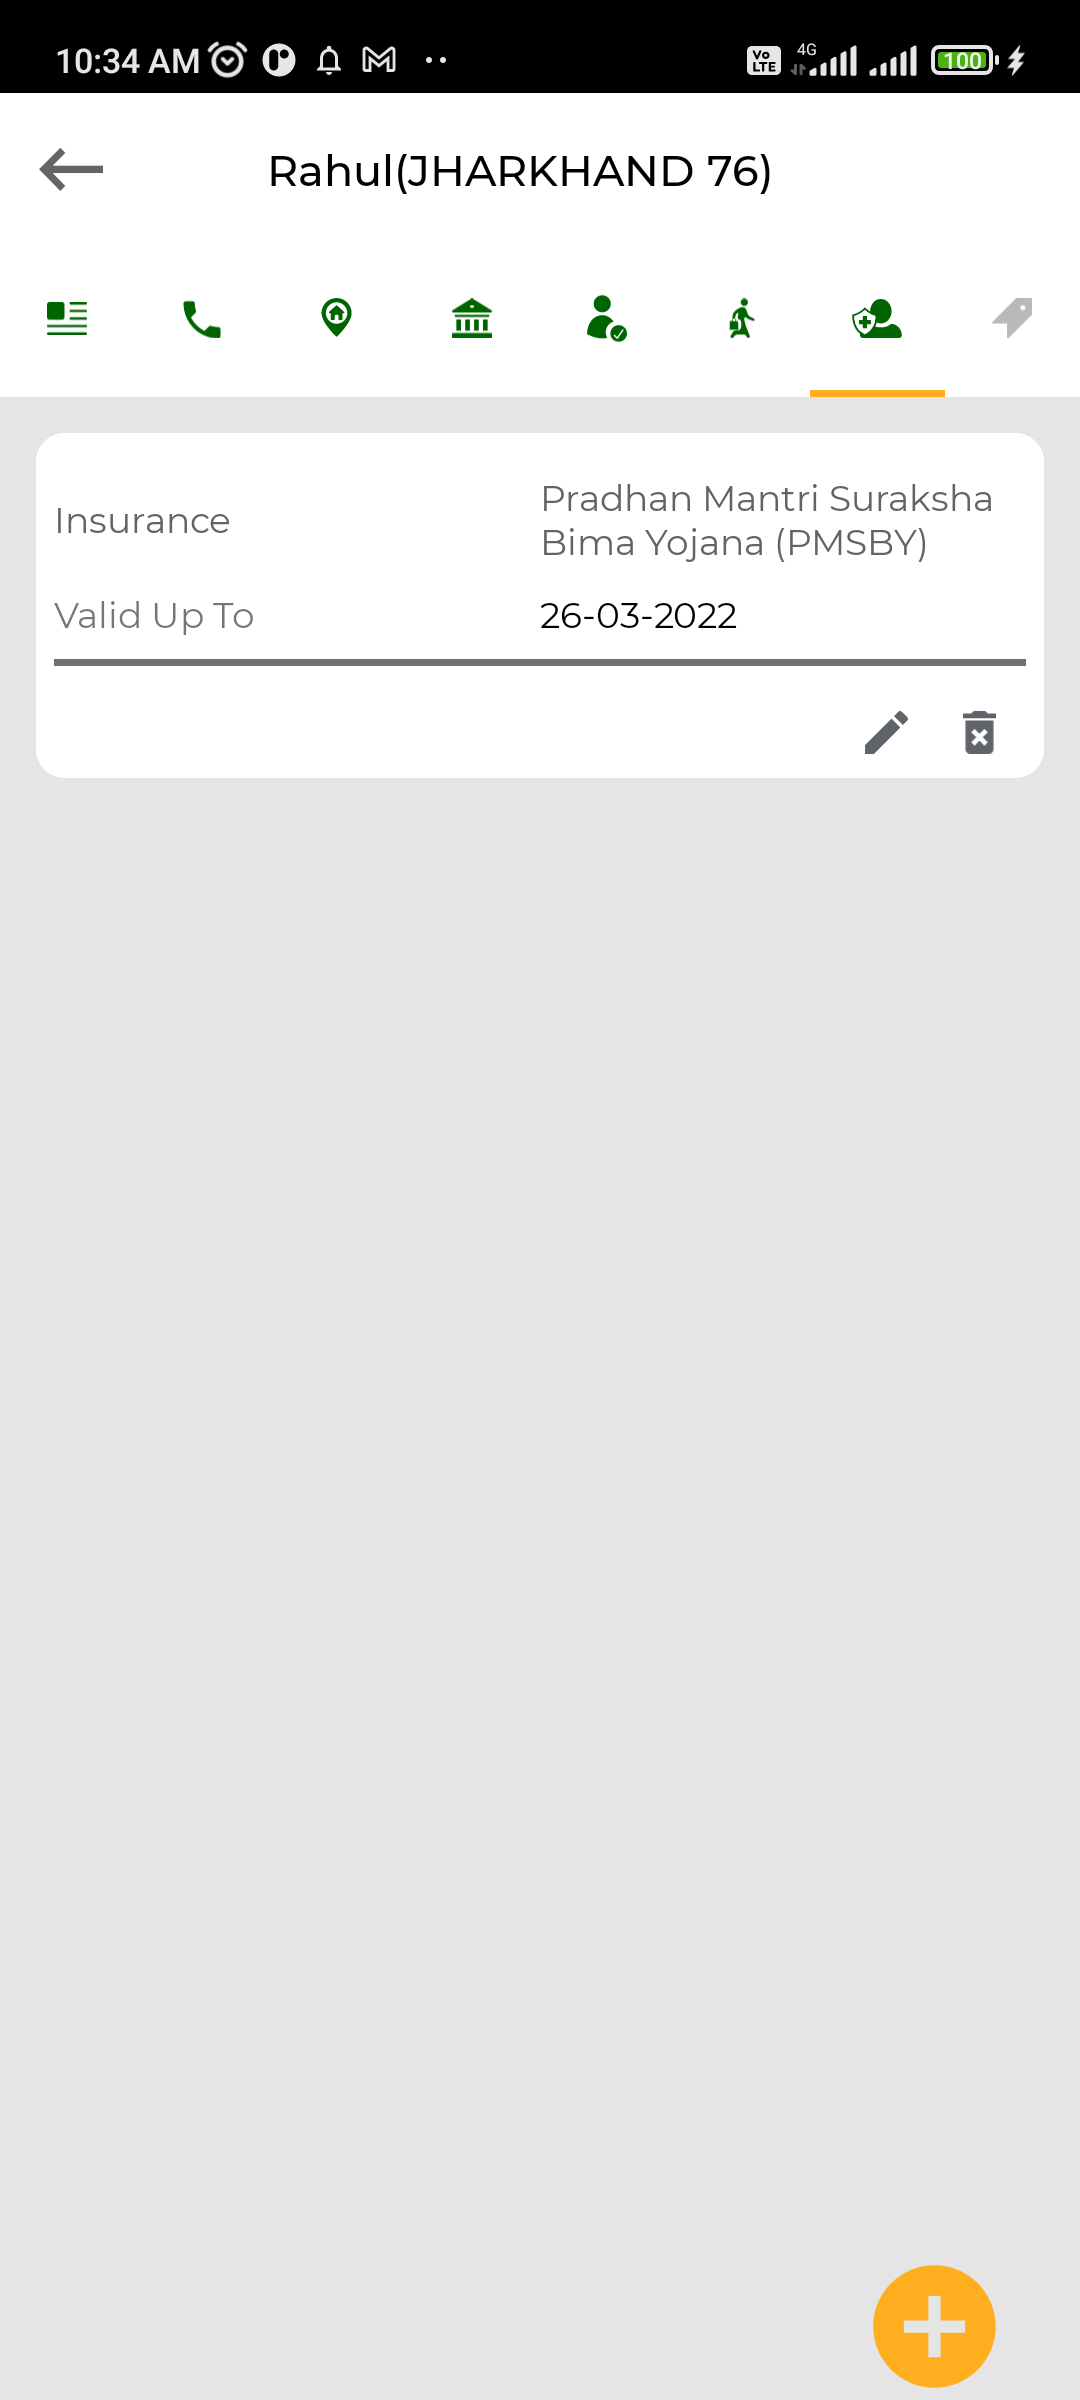 10:34 AM
Vo
LTE
4G
100
Rahul(JHARKHAND 76)
Insurance
Pradhan Mantri Suraksha
Bima Yojana (PMSBY)
Valid Up To
26-03-2022